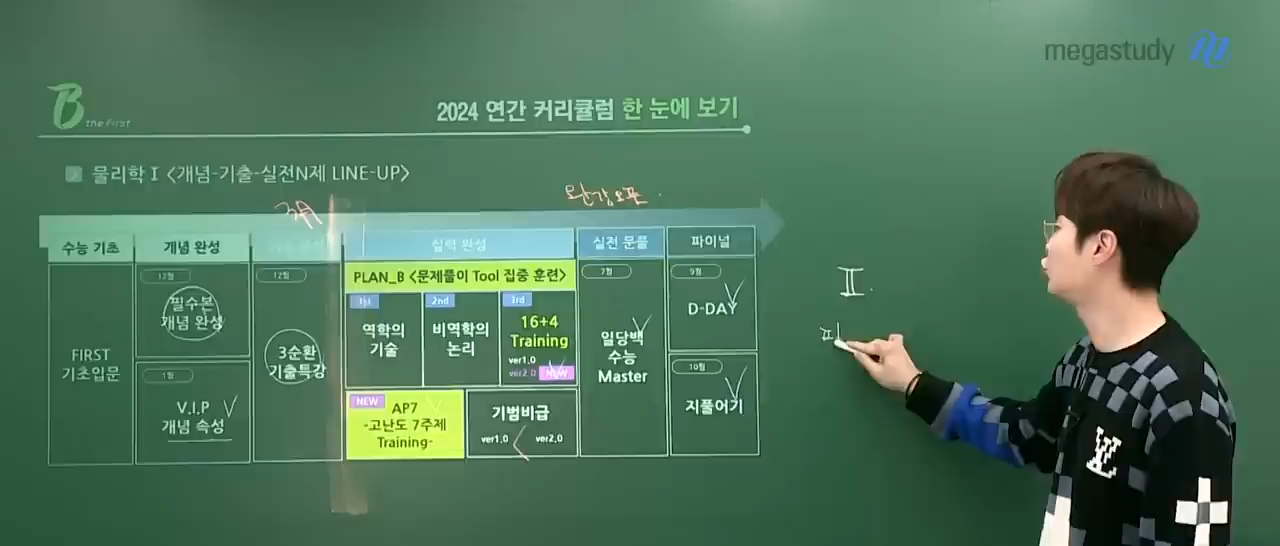 megastudy M
B
the First
2024 연간 커리큘럼 한 눈에 보기
물리학 I <개념-기출-실전N제 LINE-UP>
3월
완강오픈.
수능 기초
개념 완성
실력 완성
실전 문풀
파이널
FIRST
기초입문
12월
필수본
개념 완성
1월
V.I.P
개념 속성
12월
3순환
기출특강
PLAN_B <문제풀이 Tool 집중 훈련>
1st
역학의
기술
2nd
비역학의
논리
3rd
16+4
Training
ver1.0
ver2.0 NEW
NEW
AP7
-고난도 7주제
Training-
기범비급
ver1.0 ver2.0
7월
일당백
수능
Master
9월
D-DAY
10월
지풀어기
II.